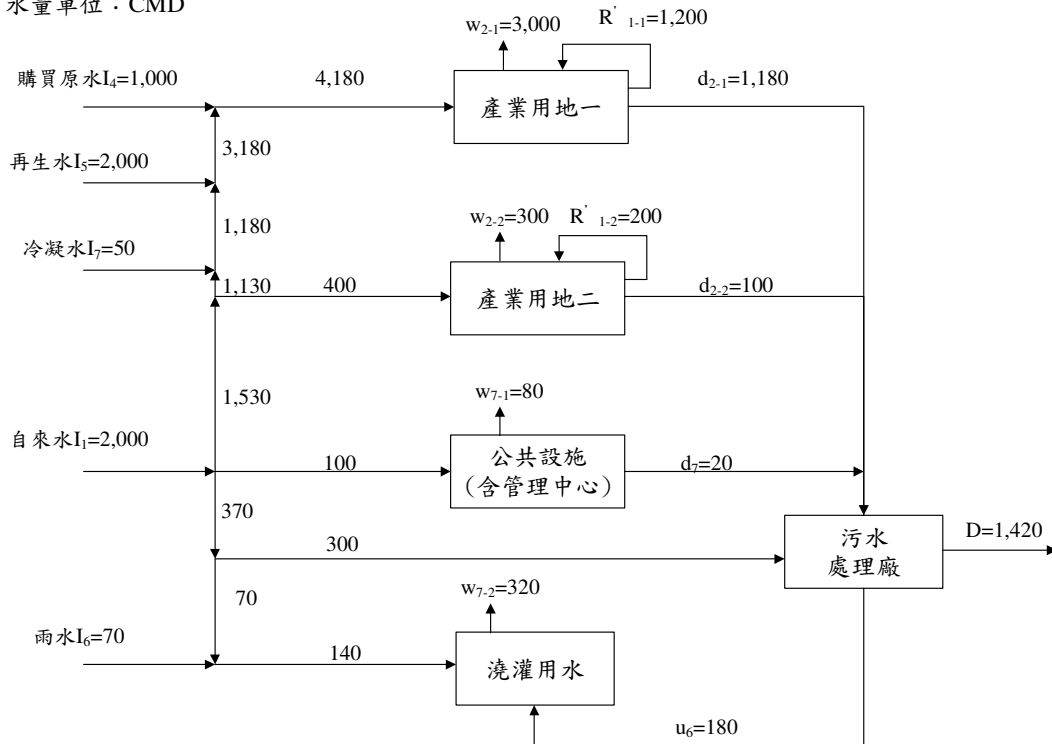 水量單位：CMD
w2-1=3,000
R' 1-1=1,200
購買原水I4=1,000
4,180
產業用地一
d2-1=1,180
3,180
再生水I5=2,000
1,180
w2-2=300
R' 1-2=200
冷凝水I7=50
1,130
400
產業用地二
d2-2=100
1,530
w7-1=80
自來水I1=2,000
100
公共設施
（含管理中心）
d7=20
370
300
污水
處理廠
D=1,420
70
w7-2=320
雨水I6=70
140
澆灌用水
u6=180